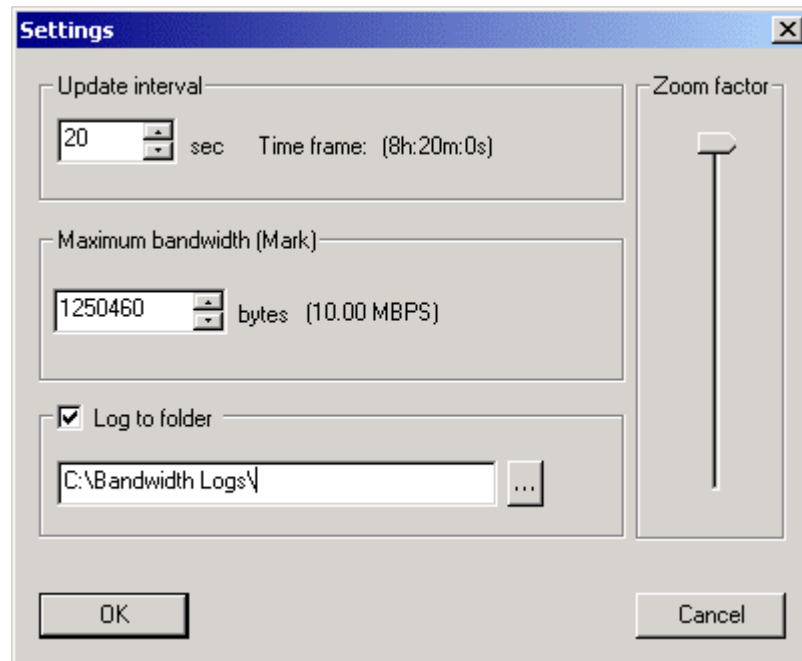 Settings
Update interval
20 sec Time frame: (8h:20m:0s)
Zoom factor
Maximum bandwidth (Mark)
1250460 bytes (10.00 MBPS)
Log to folder
C:\Bandwidth Logs\
...
OK
Cancel